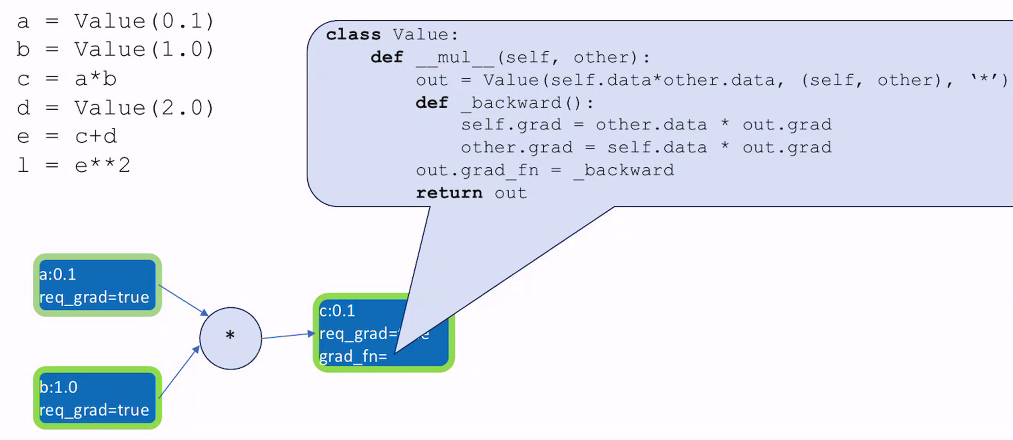 a = Value(0.1)
b = Value(1.0)
c = a*b
d = Value(2.0)
e = c+d
l = e**2
class Value:
def __mul__(self, other):
out = Value(self.data*other.data, (self, other), ‘*’)
def _backward():
self.grad = other.data * out.grad
other.grad = self.data * out.grad
out.grad_fn = _backward
return out
a:0.1
req_grad=true
b:1.0
req_grad=true
*
c:0.1
req_grad=
grad_fn=